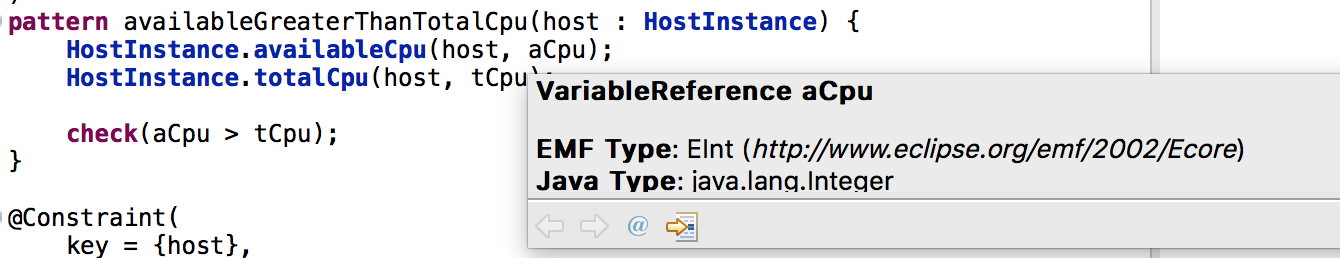 pattern availableGreaterThanTotalCpu(host : HostInstance) {
HostInstance.availableCpu(host, aCpu);
HostInstance.totalCpu(host, tCpu);
VariableReference aCpu
EMF Type: EInt (http://www.eclipse.org/emf/2002/Ecore)
Java Type: java.lang.Integer
@
check(aCpu > tCpu);
}
@Constraint(
key = {host},